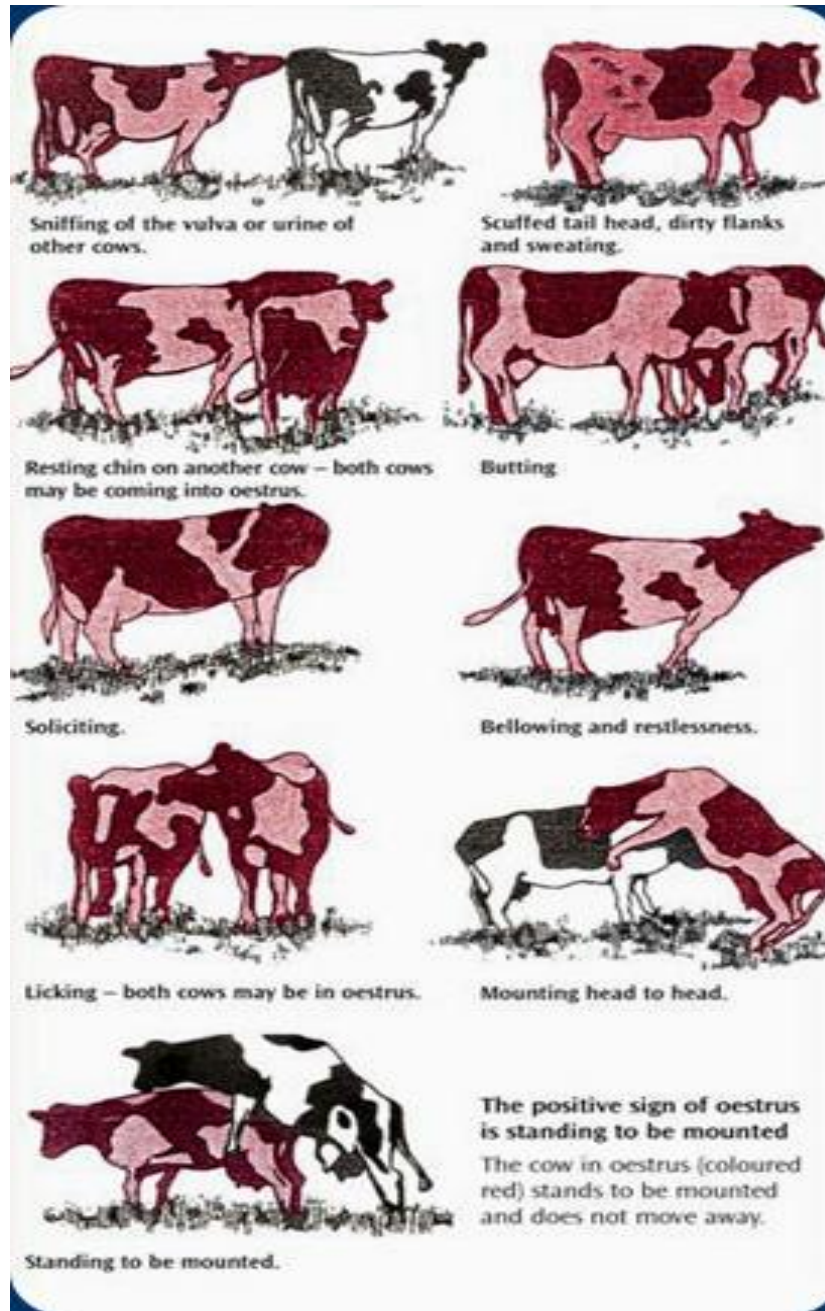 Sniffing of the vulva or urine of
other cows.
Scuffed tail head, dirty flanks
and sweating.
Resting chin on another cow – both cows
may be coming into oestrus.
Butting
Soliciting.
Bellowing and restlessness.
Licking – both cows may be in oestrus.
Mounting head to head.
The positive sign of oestrus
is standing to be mounted
The cow in oestrus (coloured
red) stands to be mounted
and does not move away.
Standing to be mounted.